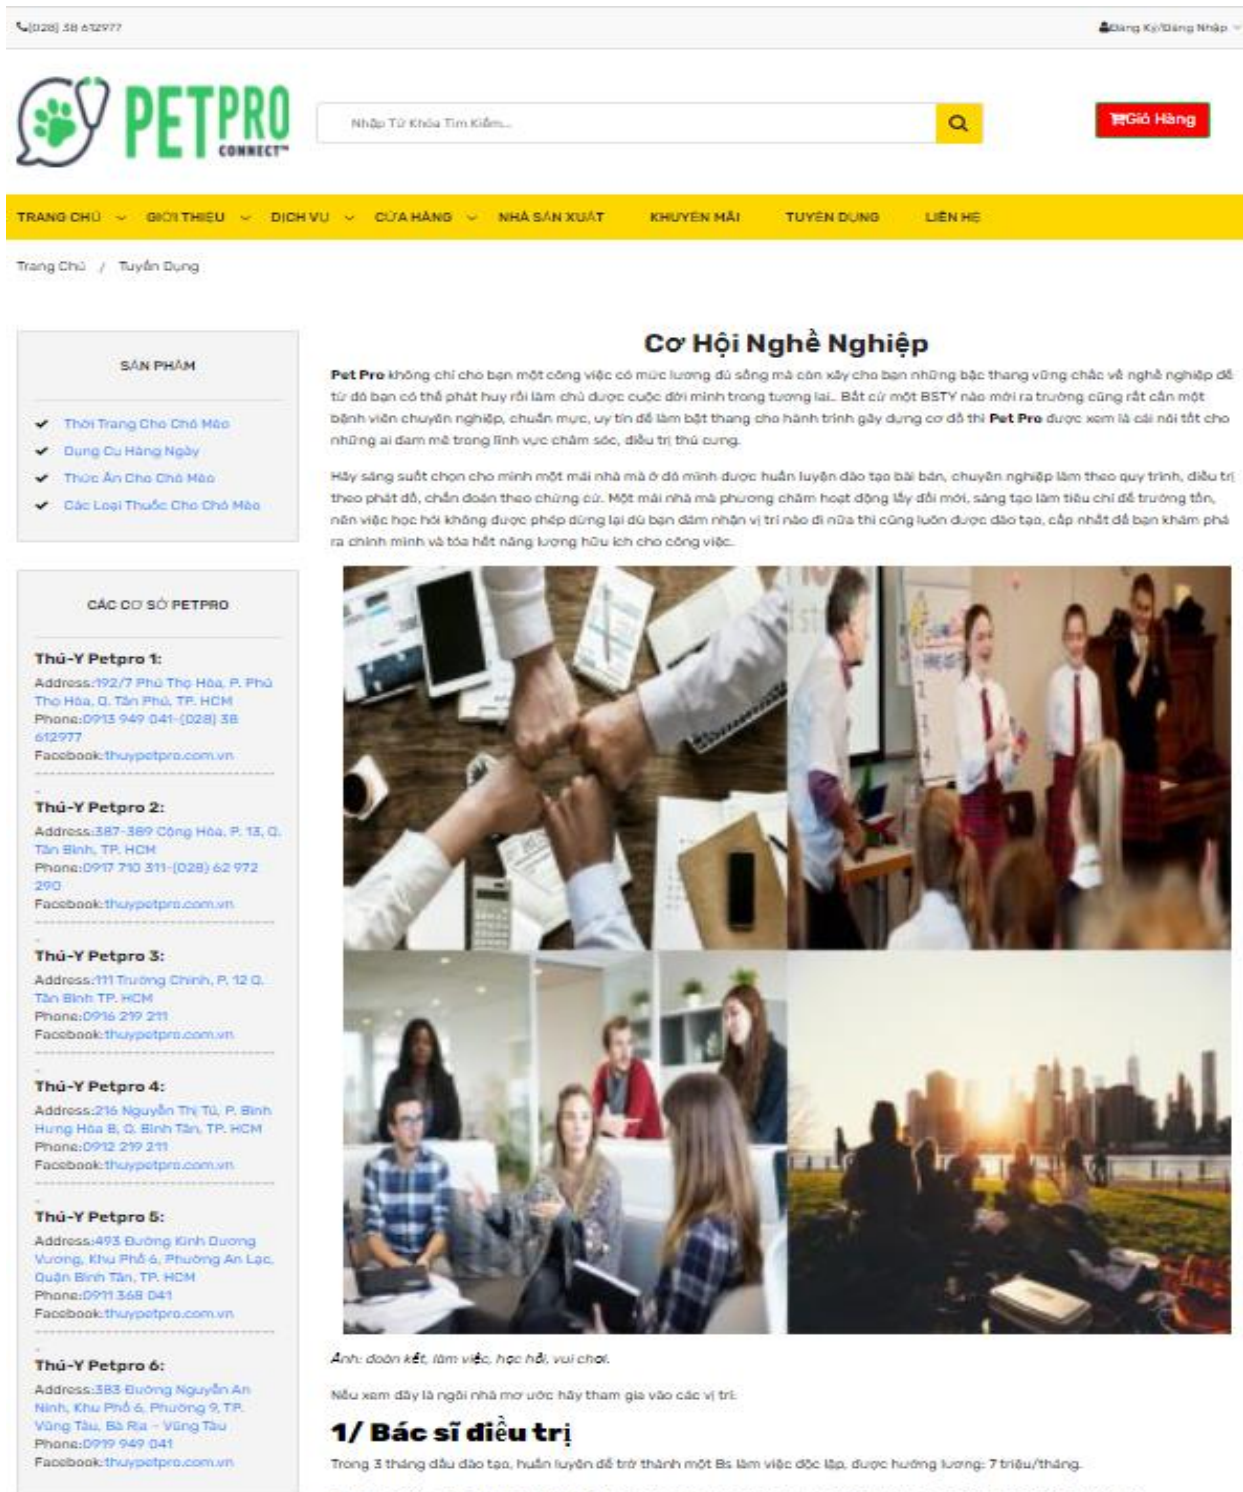 (028) 38 612977
Đăng Ký/Đăng Nhập
PETPRO
CONNECT™
Nhập Từ Khóa Tìm Kiếm...
Giỏ Hàng
TRANG CHỦ GIỚI THIỆU DỊCH VỤ CỬA HÀNG NHÀ SẢN XUẤT KHUYẾN MÃI TUYỂN DỤNG LIÊN HỆ
Trang Chủ / Tuyển Dụng
SẢN PHẨM
Thời Trang Cho Chó Mèo
Dụng Cụ Hàng Ngày
Thức Ăn Cho Chó Mèo
Các Loại Thuốc Cho Chó Mèo
CÁC CƠ SỞ PETPRO
Thú-Y Petpro 1:
Address:192/7 Phú Thọ Hòa, P. Phú
Thọ Hòa, Q. Tân Phú, TP. HCM
Phone:0913 949 041-(028) 38
612977
Facebook:thuypetpro.com.vn
Thú-Y Petpro 2:
Address:387-389 Cộng Hòa, P. 13, Q.
Tân Bình, TP. HCM
Phone:0917 710 311-(028) 62 972
290
Facebook:thuypetpro.com.vn
Thú-Y Petpro 3:
Address:111 Trường Chinh, P. 12 Q.
Tân Bình TP. HCM
Phone:0916 219 211
Facebook:thuypetpro.com.vn
Thú-Y Petpro 4:
Address:216 Nguyễn Thị Tú, P. Bình
Hưng Hòa B, Q. Bình Tân, TP. HCM
Phone:0912 219 211
Facebook:thuypetpro.com.vn
Thú-Y Petpro 5:
Address:493 Đường Kinh Dương
Vương, Khu Phố 6, Phường An Lạc,
Quận Bình Tân, TP. HCM
Phone:0911 368 041
Facebook:thuypetpro.com.vn
Thú-Y Petpro 6:
Address:383 Đường Nguyễn An
Ninh, Khu Phố 6, Phường 9, TP.
Vũng Tàu, Bà Rịa - Vũng Tàu
Phone:0919 949 041
Facebook:thuypetpro.com.vn
Cơ Hội Nghề Nghiệp
Pet Pro không chỉ cho bạn một công việc có mức lương đủ sống mà còn xây cho bạn những bậc thang vững chắc về nghề nghiệp để
từ đó bạn có thể phát huy rồi làm chủ được cuộc đời mình trong tương lai... Bất cứ một BSTY nào mới ra trường cũng rất cần một
bệnh viện chuyên nghiệp, chuẩn mực, uy tín để làm bật thang cho hành trình gây dựng cơ đồ thì Pet Pro được xem là cái nôi tốt cho
những ai đam mê trong lĩnh vực chăm sóc, điều trị thú cưng.
Hãy sáng suốt chọn cho mình một mái nhà mà ở đó mình được huấn luyện đào tạo bài bản, chuyên nghiệp làm theo quy trình, điều trị
theo phát đồ, chẩn đoán theo chứng cứ. Một mái nhà mà phương châm hoạt động lấy đổi mới, sáng tạo làm tiêu chí để trường tồn,
nên việc học hỏi không được phép dừng lại dù bạn đảm nhận vị trí nào đi nữa thì cũng luôn được đào tạo, cập nhất để bạn khám phá
ra chính mình và tỏa hết năng lượng hữu ích cho công việc.
Ảnh: đoàn kết, làm việc, học hỏi, vui chơi.
Nếu xem đây là ngôi nhà mơ ước hãy tham gia vào các vị trí:
1/ Bác sĩ điều trị
Trong 3 tháng đầu đào tạo, huấn luyện để trở thành một Bs làm việc độc lập, được hưởng lương: 7 triệu/tháng.